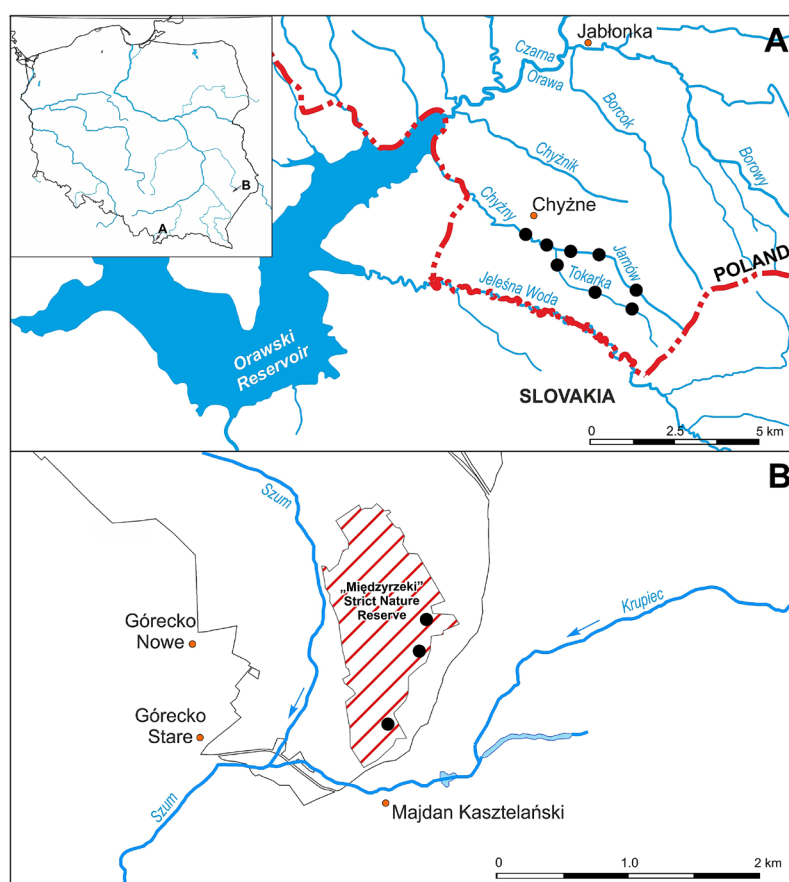 Jabłonka
A
Czarna
Orawa
Borcok
Borowy
Chyżnik
B
A
Chyżny
Chyżne
Jamów
POLAND
Tokarka
Jeleśna Woda
Orawski
Reservoir
SLOVAKIA
0 2.5 5 km
B
Szum
„Międzyrzeki”
Strict Nature
Reserve
Krupiec
Górecko
Nowe
Górecko
Stare
Szum
Majdan Kasztelański
0 1.0 2 km